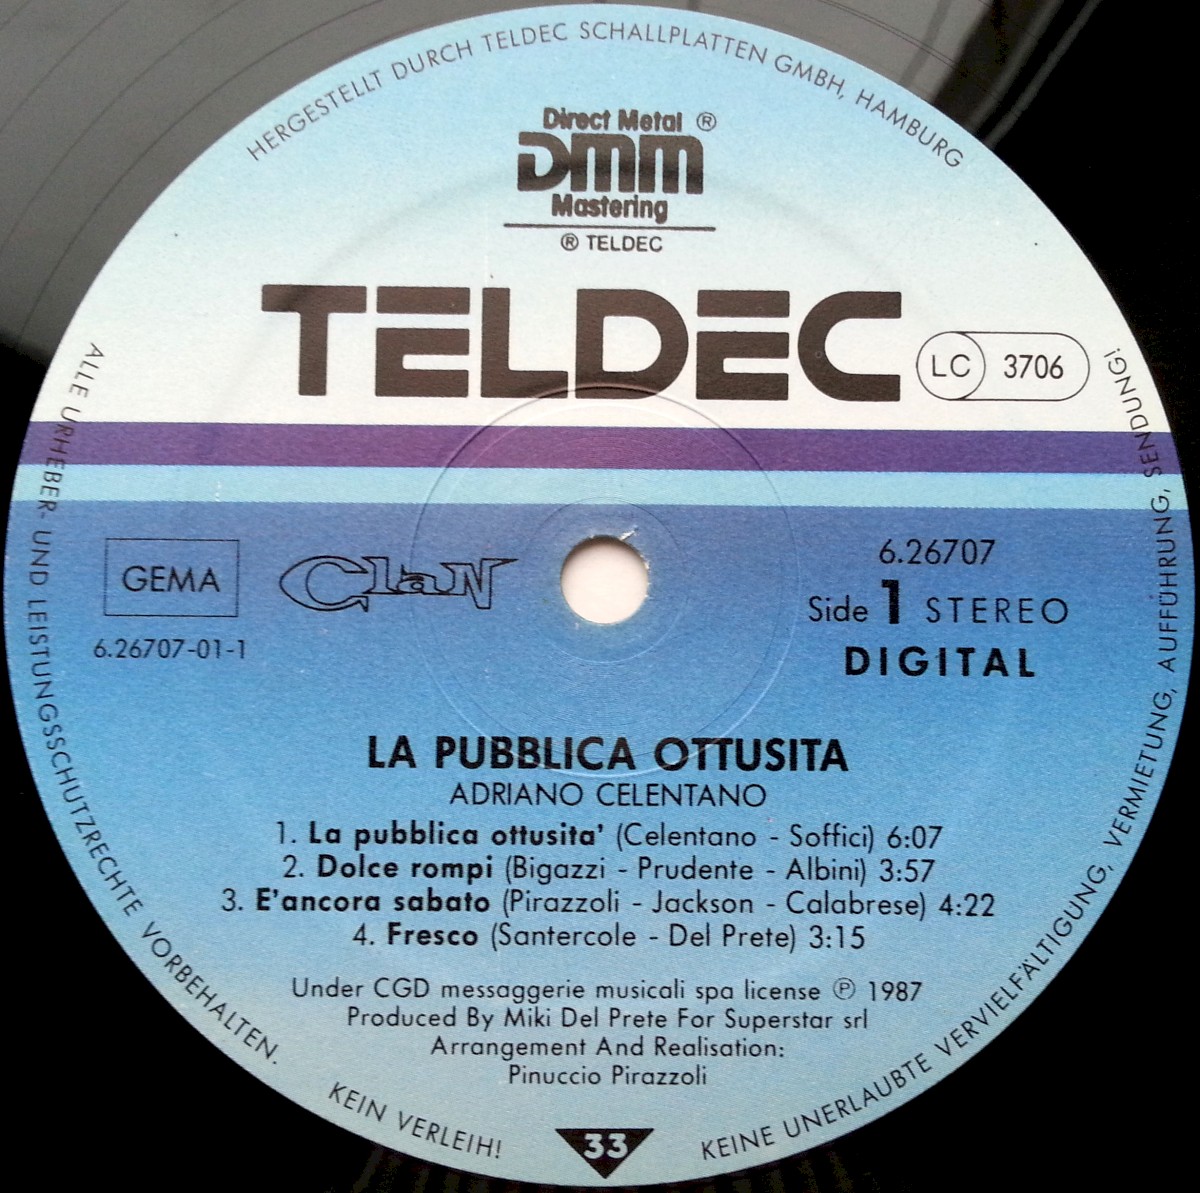 HERGESTELLT DURCH TELDEC SCHALLPLATTEN GMBH, HAMBURG
Direct Metal ®
DMM
Mastering
® TELDEC
TELDEC
LC 3706
GEMA
Clan
6.26707-01-1
6.26707
Side 1 STEREO
DIGITAL
LA PUBBLICA OTTUSITA
ADRIANO CELENTANO
1. La pubblica ottusita' (Celentano - Soffici) 6:07
2. Dolce rompi (Bigazzi - Prudente - Albini) 3:57
3. E'ancora sabato (Pirazzoli - Jackson - Calabrese) 4:22
4. Fresco (Santercole - Del Prete) 3:15
Under CGD messaggerie musicali spa license ℗ 1987
Produced By Miki Del Prete For Superstar srl
Arrangement And Realisation:
Pinuccio Pirazzoli
33
ALLE URHEBER- UND LEISTUNGSSCHUTZRECHTE VORBEHALTEN.
KEIN VERLEIH!
KEINE UNERLAUBTE VERVIELFÄLTIGUNG, VERMIETUNG, AUFFÜHRUNG, SENDUNG!